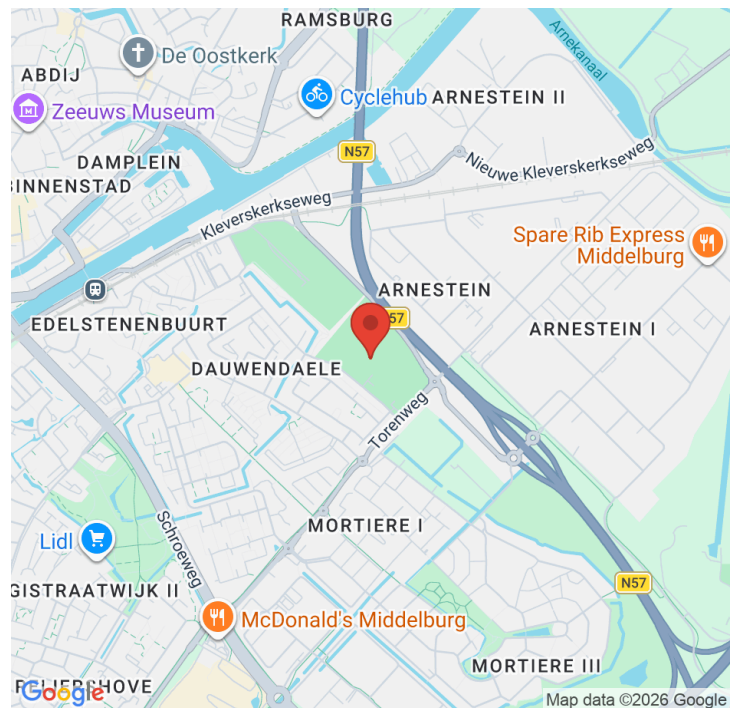 RAMSBURG
De Oostkerk
ABDIJ
Cyclehub
ARNESTEIN II
Arnekanaal
Zeeuws Museum
N57
DAMPLEIN
BINNENSTAD
Nieuwe Kleverskerkseweg
Kleverskerkseweg
Spare Rib Express
Middelburg
ARNESTEIN
57
EDELSTENENBUURT
ARNESTEIN I
DAUWENDAELE
Torenweg
Schroeweg
MORTIERE I
Lidl
N57
GISTRAATWIJK II
McDonald's Middelburg
MORTIERE III
Google
Map data ©2026 Google